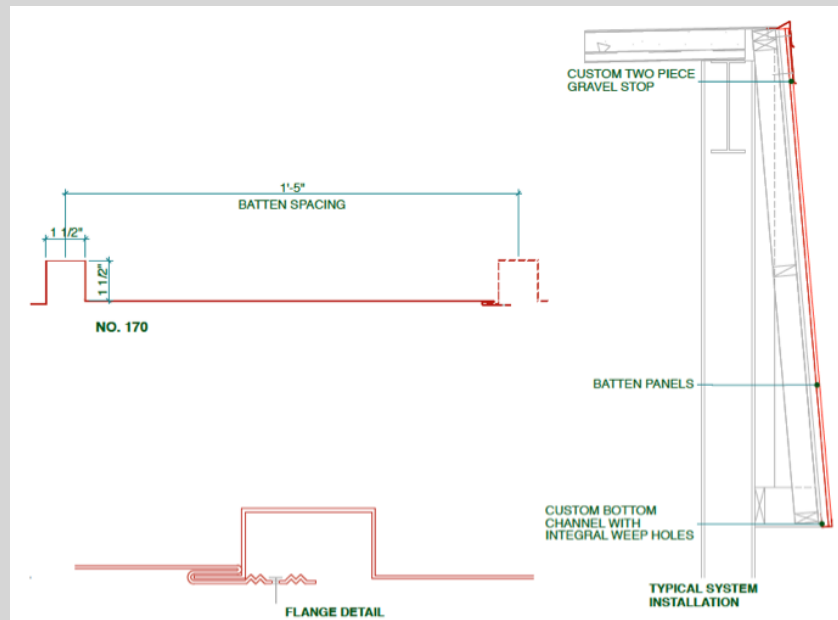 CUSTOM TWO PIECE
GRAVEL STOP
1'-5"
BATTEN SPACING
1 1/2"
1 1/2"
NO. 170
BATTEN PANELS
CUSTOM BOTTOM
CHANNEL WITH
INTEGRAL WEEP HOLES
FLANGE DETAIL
TYPICAL SYSTEM
INSTALLATION